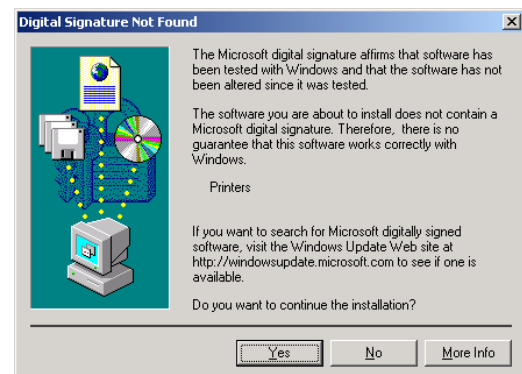 Digital Signature Not Found
The Microsoft digital signature affirms that software has
been tested with Windows and that the software has not
been altered since it was tested.
The software you are about to install does not contain a
Microsoft digital signature. Therefore, there is no
guarantee that this software works correctly with
Windows.
Printers
If you want to search for Microsoft digitally signed
software, visit the Windows Update Web site at
http://windowsupdate.microsoft.com to see if one is
available.
Do you want to continue the installation?
Yes No More Info